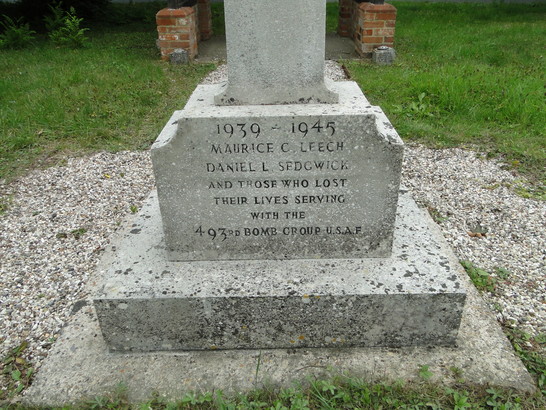 1939 - 1945
MAURICE C. LEECH
DANIEL L. SEDGWICK
AND THOSE WHO LOST
THEIR LIVES SERVING
WITH THE
493RD BOMB GROUP U.S.A.F.